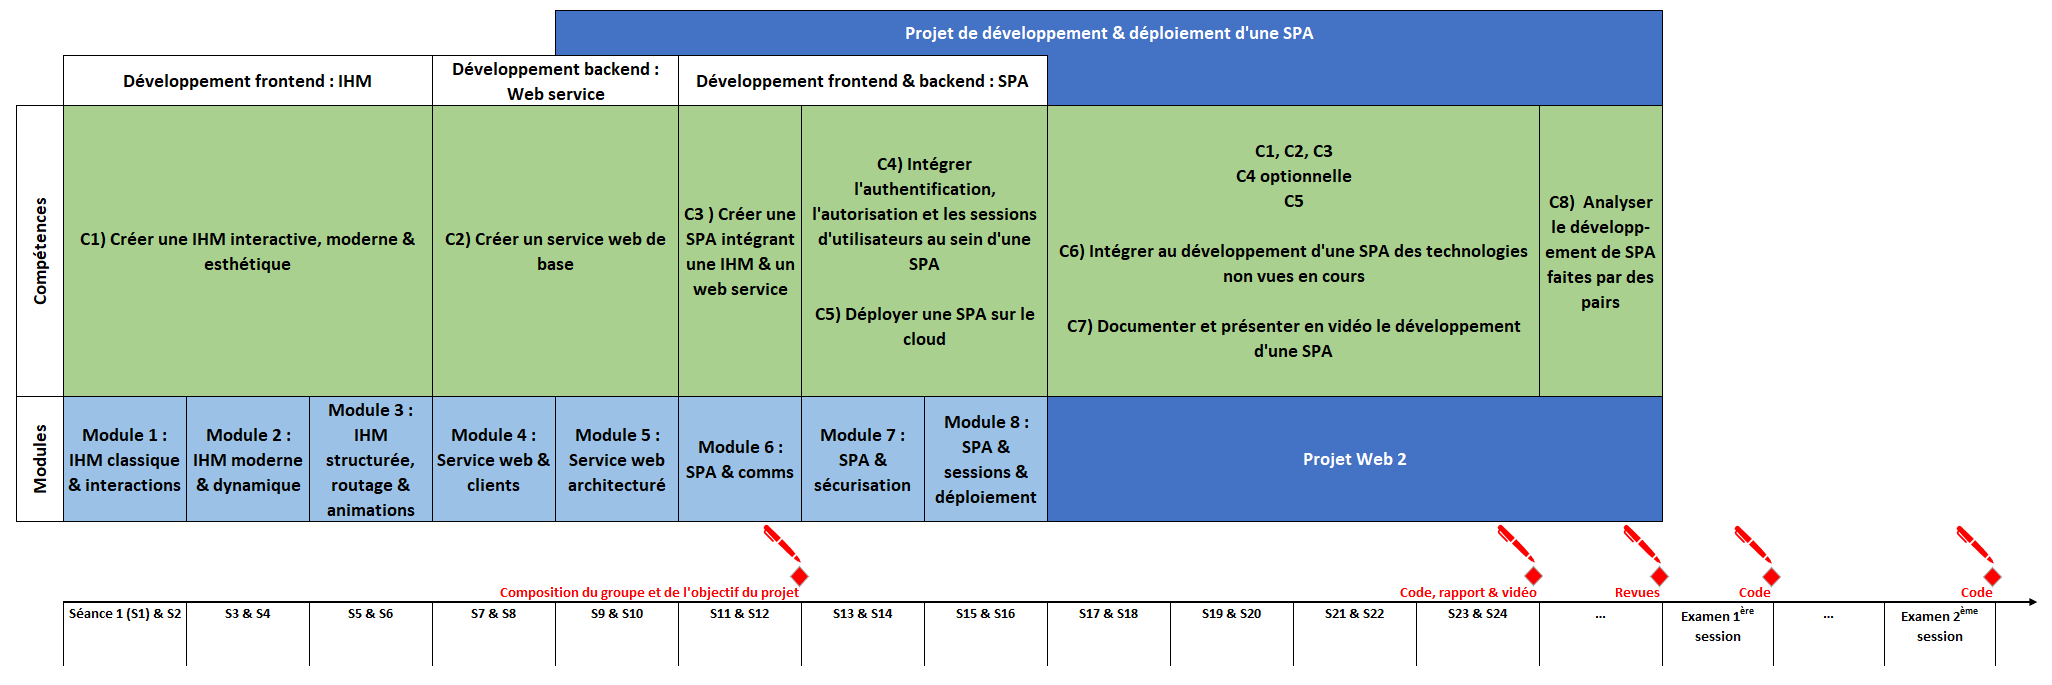 Projet de développement & déploiement d'une SPA
Développement frontend : IHM
Développement backend :
Web service
Développement frontend & backend : SPA
Compétences
C1) Créer une IHM interactive, moderne &
esthétique
C2) Créer un service web de
base
C3 ) Créer une
SPA intégrant
une IHM & un
web service
C4) Intégrer
l'authentification,
l'autorisation et les sessions
d'utilisateurs au sein d'une
SPA
C5) Déployer une SPA sur le
cloud
C1, C2, C3
C4 optionnelle
C5
C6) Intégrer au développement d'une SPA des technologies
non vues en cours
C7) Documenter et présenter en vidéo le développement
d'une SPA
C8)  Analyser
le développ-
ement de SPA
faites par des
pairs
Modules
Module 1 :
IHM classique
& interactions
Module 2 :
IHM moderne
& dynamique
Module 3 :
IHM
structurée,
routage &
animations
Module 4 :
Service web &
clients
Module 5 :
Service web
architecturé
Module 6 :
SPA & comms
Module 7 :
SPA &
sécurisation
Module 8 :
SPA &
sessions &
déploiement
Projet Web 2
Composition du groupe et de l'objectif du projet
Code, rapport & vidéo
Revues
Code
Code
Séance 1 (S1) & S2
S3 & S4
S5 & S6
S7 & S8
S9 & S10
S11 & S12
S13 & S14
S15 & S16
S17 & S18
S19 & S20
S21 & S22
S23 & S24
...
Examen 1ère
session
...
Examen 2ème
session